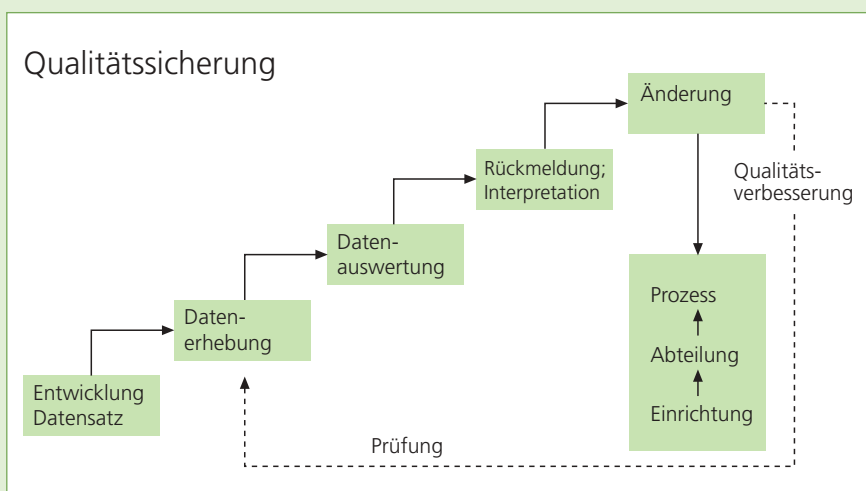 Qualitätssicherung
Änderung
Rückmeldung;
Interpretation
Qualitäts-
verbesserung
Daten-
auswertung
Daten-
erhebung
Entwicklung
Datensatz
Prozess
Abteilung
Einrichtung
Prüfung